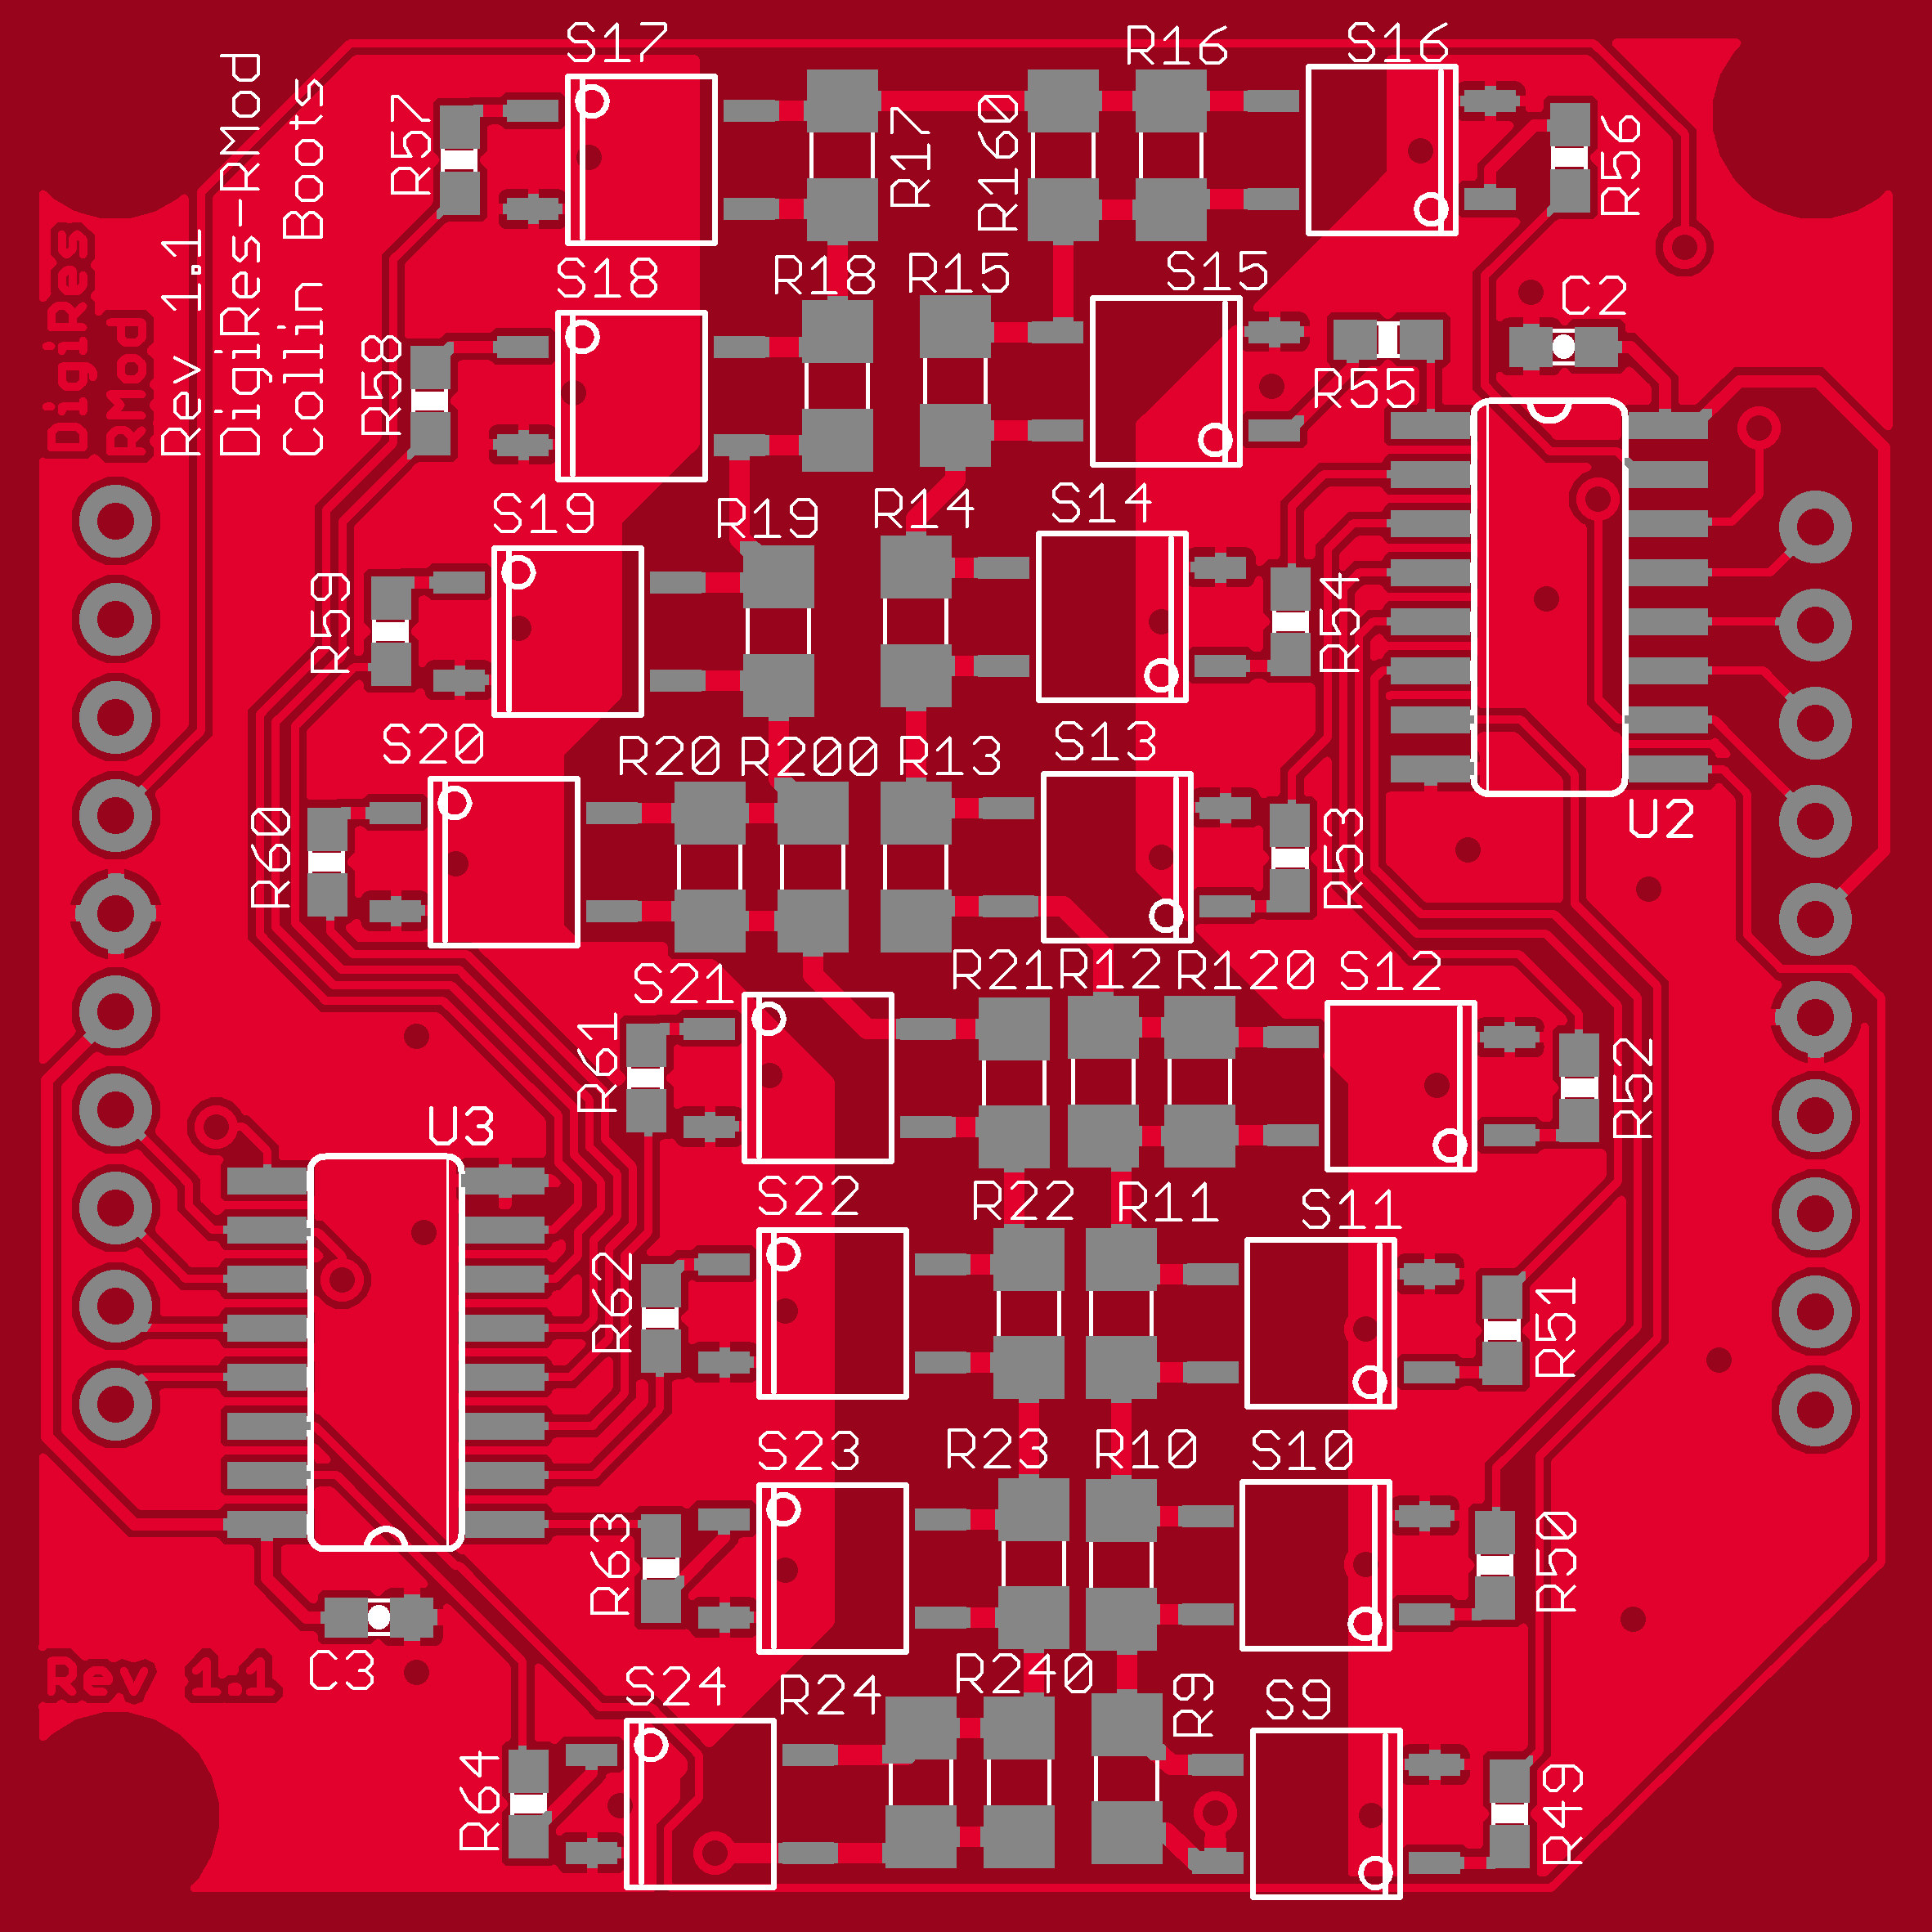 S17
R16
S16
R57
R17
R160
R56
DigiRes
RMod
Rev 1.1
DigiRes-RMod
Collin Boots
S18
R18
R15
S15
C2
R58
R55
S19
R19
R14
S14
R59
R54
S20
R20
R200
R13
S13
U2
R60
R53
S21
R21
R12
R120
S12
R61
R52
U3
S22
R22
R11
S11
R62
R51
S23
R23
R10
S10
R63
R50
Rev 1.1
C3
S24
R24
R240
R9
S9
R64
R49